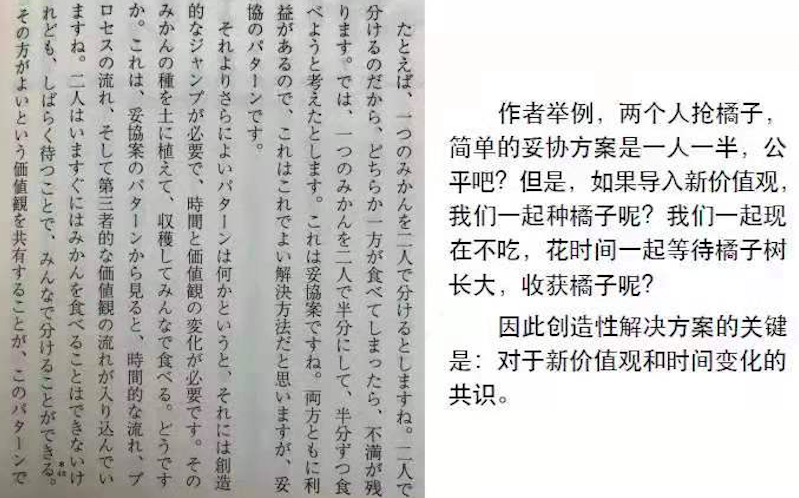 たとえば、一つのみかんを二人で分けるとしますね。二人で
分けるのだから、どちらか一方が食べてしまったら、不満が残
ります。では、一つのみかんを二人で半分にして、半分ずつ食
べようと考えたとします。これは妥協案ですね。両方ともに利
益があるので、これはこれでよい解決方法だと思いますが、妥
協のパターンです。
それよりさらによいパターンは何かというと、それには創造
的なジャンプが必要で、時間と価値観の変化が必要です。その
みかんの種を土に植えて、収穫してみんなで食べる。どうです
か。これは、妥協案のパターンから見ると、時間的な流れ、プ
ロセスの流れ、そして第三者的な価値観の流れが入り込んでい
ますね。二人はいますぐにはみかんを食べることはできないけ
れども、しばらく待つことで、みんなで分けることができる。
その方がよいという価値観を共有することが、このパターンで
作者举例，两个人抢橘子，
简单的妥协方案是一人一半，公
平吧？但是，如果导入新价值观，
我们一起种橘子呢？我们一起现
在不吃，花时间一起等待橘子树
长大，收获橘子呢？
因此创造性解决方案的关键
是：对于新价值观和时间变化的
共识。